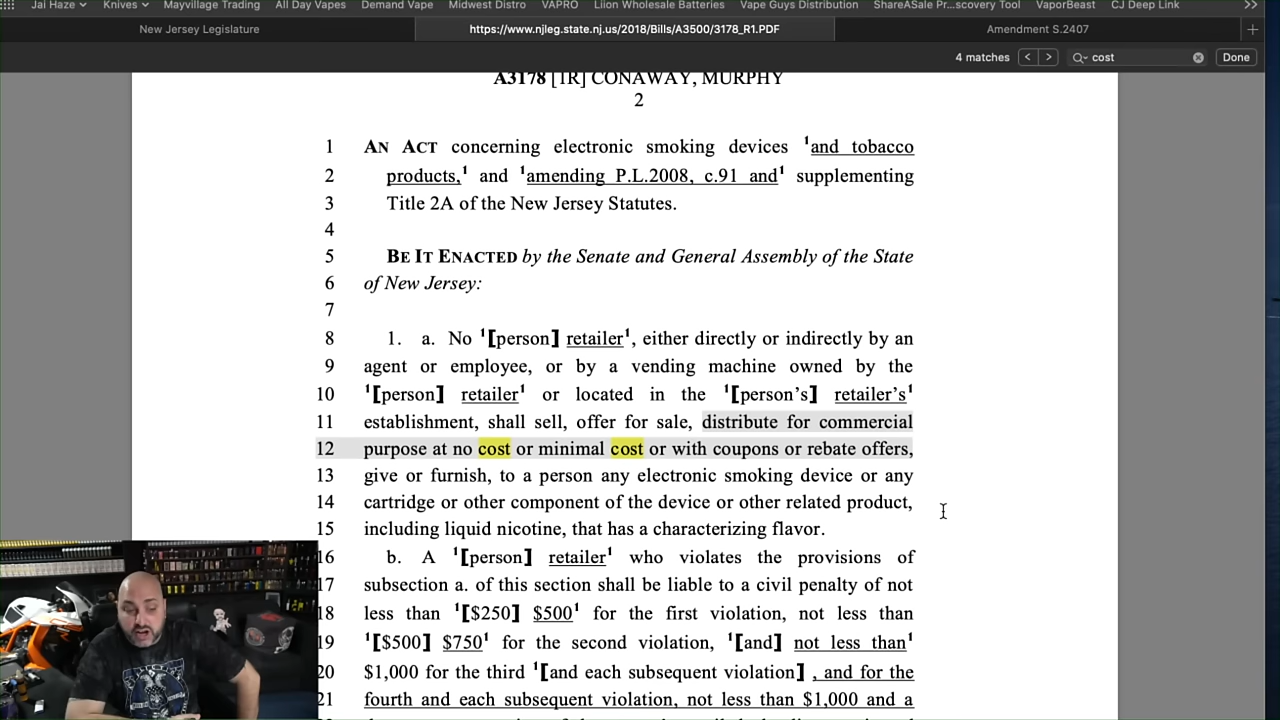 Jai Haze Knives Mayvillage Trading All Day Vapes Demand Vape Midwest Distro VAPRO Liion Wholesale Batteries Vape Guys Distribution ShareASale Pr...scovery Tool VaporBeast CJ Deep Link >>
New Jersey Legislature https://www.njleg.state.nj.us/2018/Bills/A3500/3178_R1.PDF Amendment S.2407 +
4 matches < > cost Done
A3178 [1R] CONAWAY, MURPHY
2
1 AN ACT concerning electronic smoking devices ¹and tobacco
2 products,¹ and ¹amending P.L.2008, c.91 and¹ supplementing
3 Title 2A of the New Jersey Statutes.
4
5 BE IT ENACTED by the Senate and General Assembly of the State
6 of New Jersey:
7
8 1. a. No ¹[person] retailer¹, either directly or indirectly by an
9 agent or employee, or by a vending machine owned by the
10 ¹[person] retailer¹ or located in the ¹[person's] retailer's¹
11 establishment, shall sell, offer for sale, distribute for commercial
12 purpose at no cost or minimal cost or with coupons or rebate offers,
13 give or furnish, to a person any electronic smoking device or any
14 cartridge or other component of the device or other related product,
15 including liquid nicotine, that has a characterizing flavor.
16 b. A ¹[person] retailer¹ who violates the provisions of
17 subsection a. of this section shall be liable to a civil penalty of not
18 less than ¹[$250] $500¹ for the first violation, not less than
19 ¹[$500] $750¹ for the second violation, ¹[and] not less than¹
20 $1,000 for the third ¹[and each subsequent violation] , and for the
21 fourth and each subsequent violation, not less than $1,000 and a